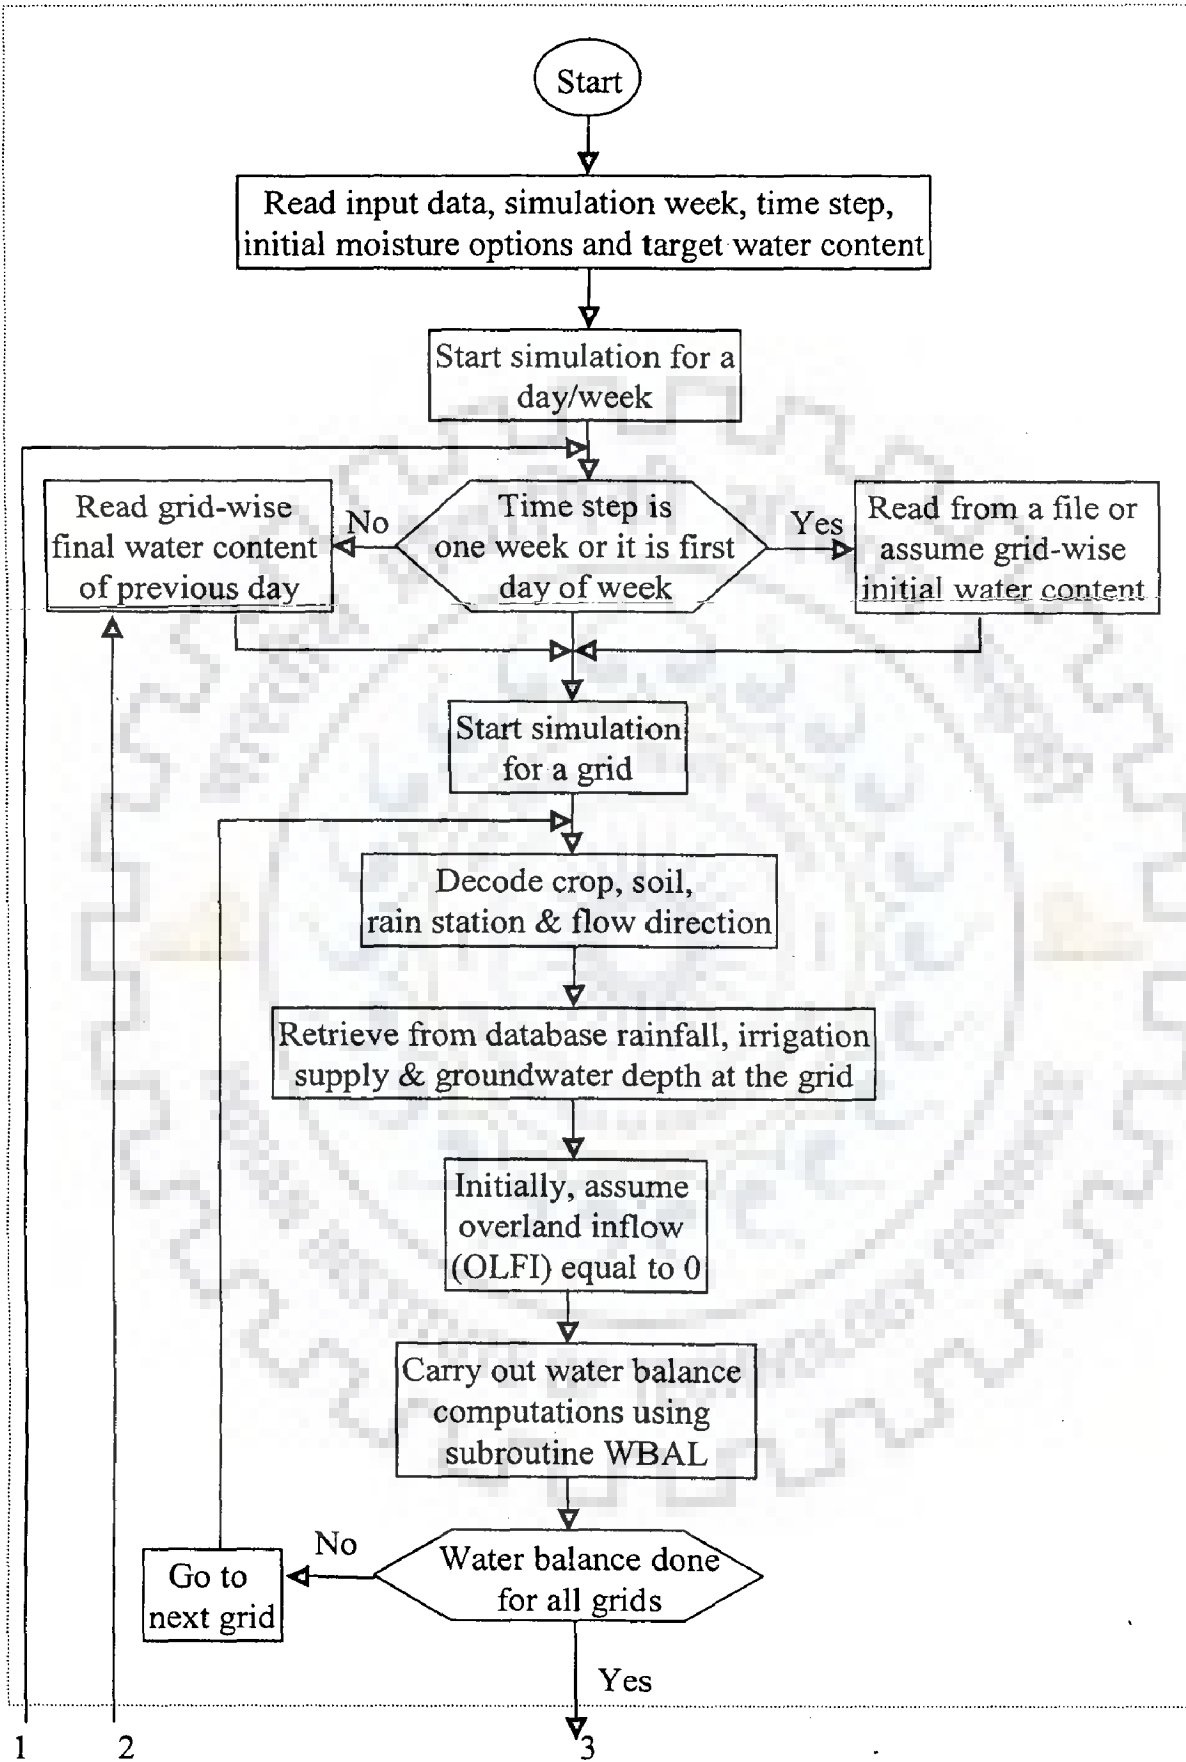 Start
Read input data, simulation week, time step,
initial moisture options and target water content
Start simulation for a
day/week
Read grid-wise
final water content
of previous day
No
Time step is
one week or it is first
day of week
Yes
Read from a file or
assume grid-wise
initial water content
Start simulation
for a grid
Decode crop, soil,
rain station & flow direction
Retrieve from database rainfall, irrigation
supply & groundwater depth at the grid
Initially, assume
overland inflow
(OLFI) equal to 0
Carry out water balance
computations using
subroutine WBAL
No
Water balance done
for all grids
Go to
next grid
Yes
1 2 3